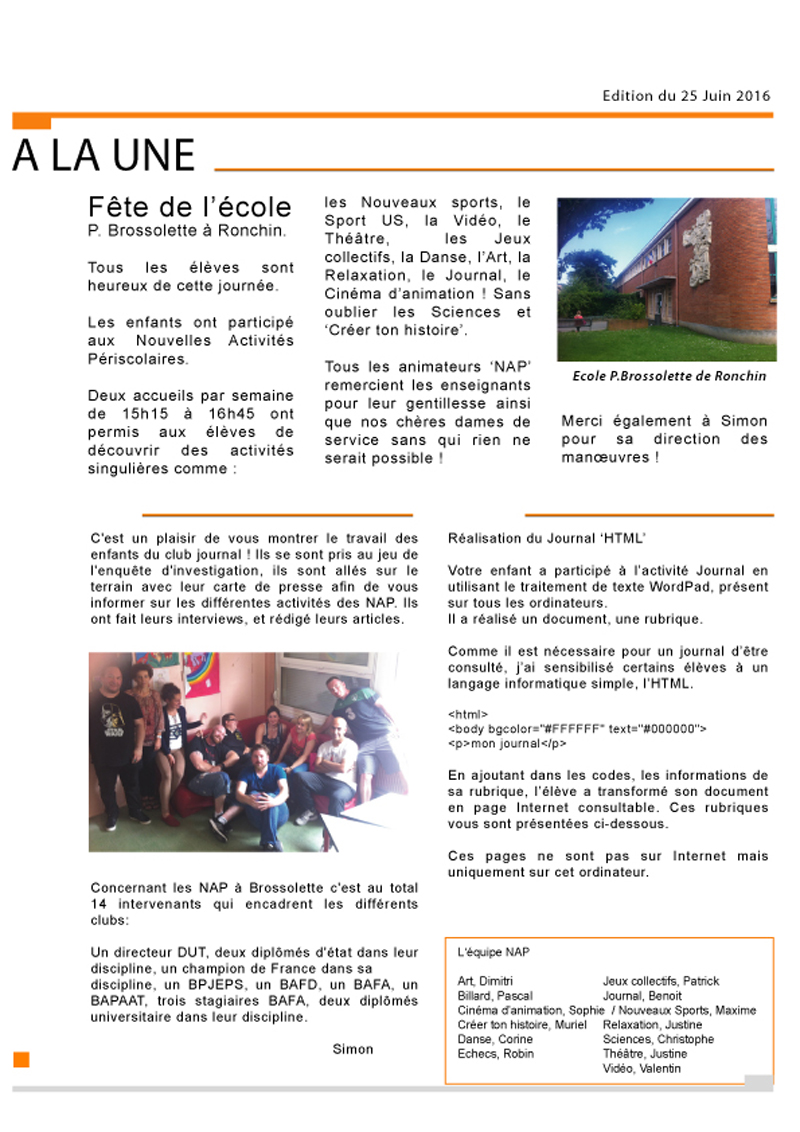 Edition du 25 Juin 2016
A LA UNE
Fête de l’école
P. Brossolette à Ronchin.
Tous les élèves sont
heureux de cette journée.
Les enfants ont participé
aux Nouvelles Activités
Périscolaires.
Deux accueils par semaine
de 15h15 à 16h45 ont
permis aux élèves de
découvrir des activités
singulières comme :
les Nouveaux sports, le
Sport US, la Vidéo, le
Théâtre, les Jeux
collectifs, la Danse, l’Art, la
Relaxation, le Journal, le
Cinéma d’animation ! Sans
oublier les Sciences et
‘Créer ton histoire’.
Tous les animateurs ‘NAP’
remercient les enseignants
pour leur gentillesse ainsi
que nos chères dames de
service sans qui rien ne
serait possible !
Ecole P.Brossolette de Ronchin
Merci également à Simon
pour sa direction des
manœuvres !
C'est un plaisir de vous montrer le travail des
enfants du club journal ! Ils se sont pris au jeu de
l'enquête d'investigation, ils sont allés sur le
terrain avec leur carte de presse afin de vous
informer sur les différentes activités des NAP. Ils
ont fait leurs interviews, et rédigé leurs articles.
STAR
WARS
Concernant les NAP à Brossolette c'est au total
14 intervenants qui encadrent les différents
clubs:
Un directeur DUT, deux diplômés d'état dans leur
discipline, un champion de France dans sa
discipline, un BPJEPS, un BAFD, un BAFA, un
BAPAAT, trois stagiaires BAFA, deux diplômés
universitaire dans leur discipline.
Simon
Réalisation du Journal ‘HTML’
Votre enfant a participé à l’activité Journal en
utilisant le traitement de texte WordPad, présent
sur tous les ordinateurs.
Il a réalisé un document, une rubrique.
Comme il est nécessaire pour un journal d’être
consulté, j’ai sensibilisé certains élèves à un
langage informatique simple, l’HTML.
&lt;html&gt;
&lt;body bgcolor="#FFFFFF" text="#000000"&gt;
&lt;p&gt;mon journal&lt;/p&gt;
En ajoutant dans les codes, les informations de
sa rubrique, l’élève a transformé son document
en page Internet consultable. Ces rubriques
vous sont présentées ci-dessous.
Ces pages ne sont pas sur Internet mais
uniquement sur cet ordinateur.
L'équipe NAP
Art, Dimitri
Billard, Pascal
Cinéma d’animation, Sophie / Nouveaux Sports, Maxime
Créer ton histoire, Muriel
Danse, Corine
Echecs, Robin
Jeux collectifs, Patrick
Journal, Benoit
Relaxation, Justine
Sciences, Christophe
Théâtre, Justine
Vidéo, Valentin